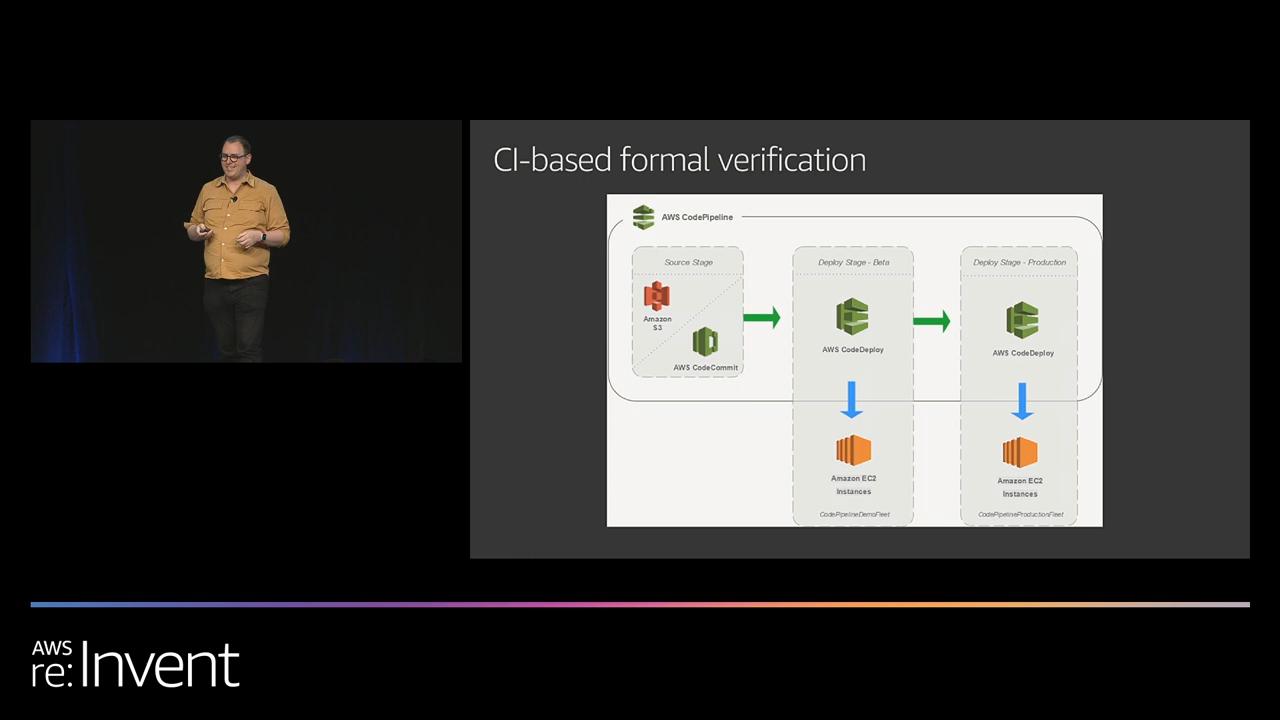 CI-based formal verification
AWS CodePipeline
Source Stage
Amazon
S3
AWS CodeCommit
Deploy Stage - Beta
AWS CodeDeploy
Amazon EC2
Instances
CodePipelineDemoFleet
Deploy Stage - Production
AWS CodeDeploy
Amazon EC2
Instances
CodePipelineProductionFleet
AWS
re:Invent